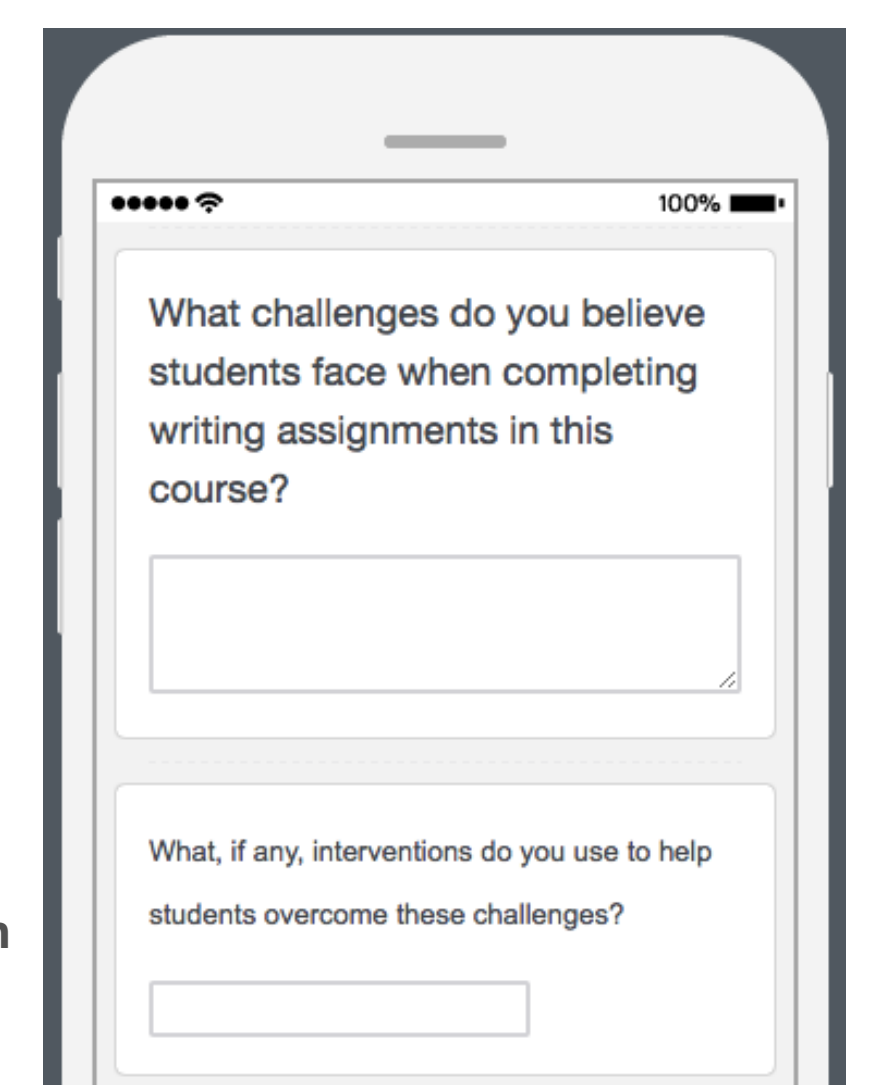 100%
What challenges do you believe
students face when completing
writing assignments in this
course?
What, if any, interventions do you use to help
students overcome these challenges?